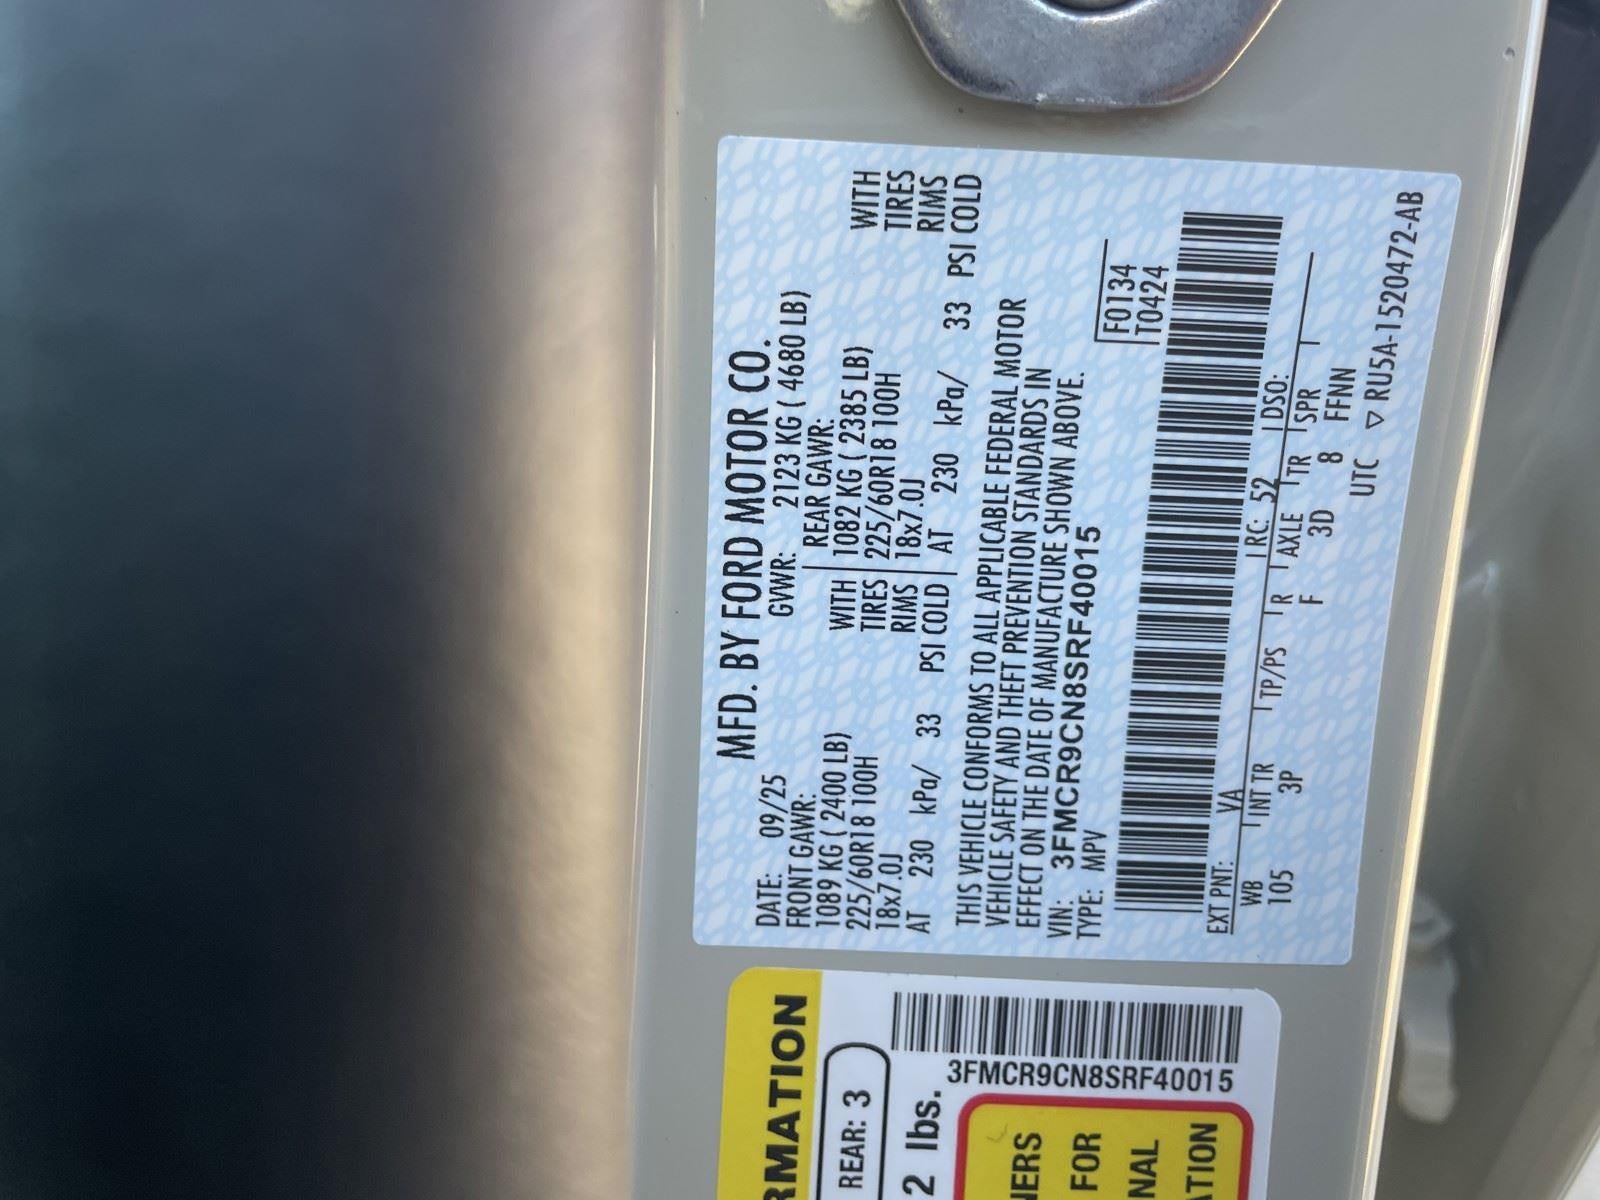 MFD. BY FORD MOTOR CO.
DATE: 09/25 GVWR: 2123 KG ( 4680 LB)
FRONT GAWR: REAR GAWR:
1089 KG ( 2400 LB) WITH 1082 KG ( 2385 LB) WITH
225/60R18 100H TIRES 225/60R18 100H TIRES
18x7.0J RIMS 18x7.0J RIMS
AT 230 kPa/ 33 PSI COLD AT 230 kPa/ 33 PSI COLD
THIS VEHICLE CONFORMS TO ALL APPLICABLE FEDERAL MOTOR
VEHICLE SAFETY AND THEFT PREVENTION STANDARDS IN
EFFECT ON THE DATE OF MANUFACTURE SHOWN ABOVE.
VIN: 3FMCR9CN8SRF40015
TYPE: MPV
F0134
T0424
EXT PNT: VA RC: 52 DSO:
WB INT TR TP/PS R AXLE TR SPR
105 3P F 3D 8 FFNN
UTC ▽ RU5A-1520472-AB
RMATION
REAR: 3
2 lbs.
3FMCR9CN8SRF40015
NERS
FOR
NAL
ATION